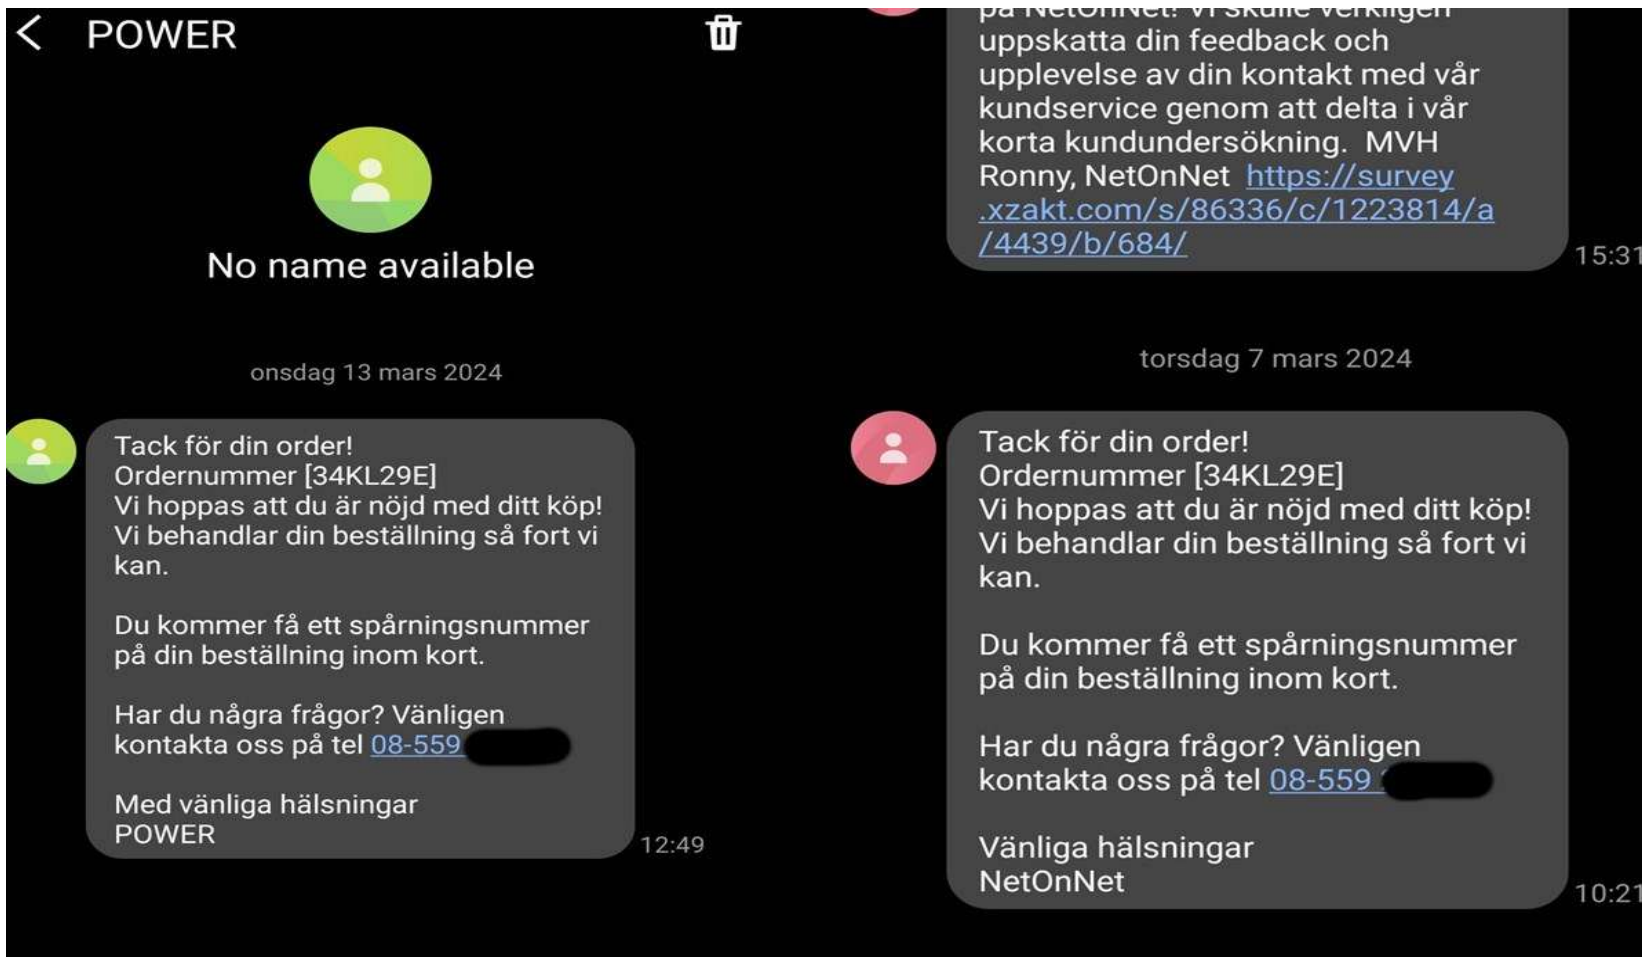 POWER
No name available
onsdag 13 mars 2024
Tack för din order!
Ordernummer [34KL29E]
Vi hoppas att du är nöjd med ditt köp!
Vi behandlar din beställning så fort vi
kan.
Du kommer få ett spårningsnummer
på din beställning inom kort.
Har du några frågor? Vänligen
kontakta oss på tel 08-559
Med vänliga hälsningar
POWER
12:49
på NetOnNet! Vi skulle verkligen
uppskatta din feedback och
upplevelse av din kontakt med vår
kundservice genom att delta i vår
korta kundundersökning.  MVH
Ronny, NetOnNet  https://survey
.xzakt.com/s/86336/c/1223814/a
/4439/b/684/
15:31
torsdag 7 mars 2024
Tack för din order!
Ordernummer [34KL29E]
Vi hoppas att du är nöjd med ditt köp!
Vi behandlar din beställning så fort vi
kan.
Du kommer få ett spårningsnummer
på din beställning inom kort.
Har du några frågor? Vänligen
kontakta oss på tel 08-559
Vänliga hälsningar
NetOnNet
10:21